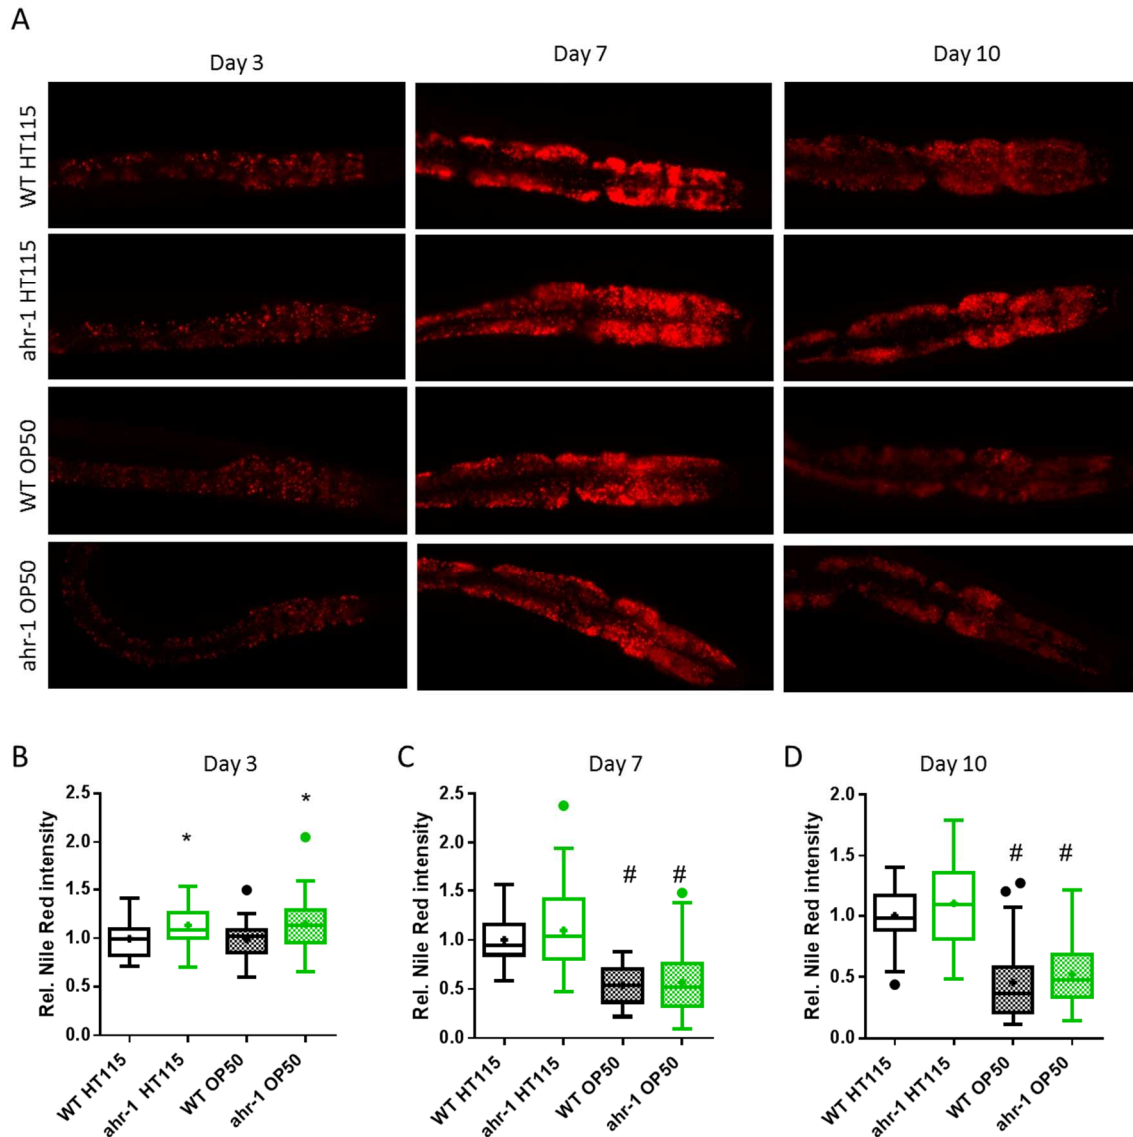 A
Day 3
Day 7
Day 10
WT HT115
ahr-1 HT115
WT OP50
ahr-1 OP50
B
Day 3
Rel. Nile Red intensity
2.5
2.0
1.5
1.0
0.5
0.0
*
*
WT HT115
ahr-1 HT115
WT OP50
ahr-1 OP50
C
Day 7
Rel. Nile Red intensity
2.5
2.0
1.5
1.0
0.5
0.0
#
#
WT HT115
ahr-1 HT115
WT OP50
ahr-1 OP50
D
Day 10
Rel. Nile Red intensity
2.0
1.5
1.0
0.5
0.0
#
#
WT HT115
ahr-1 HT115
WT OP50
ahr-1 OP50